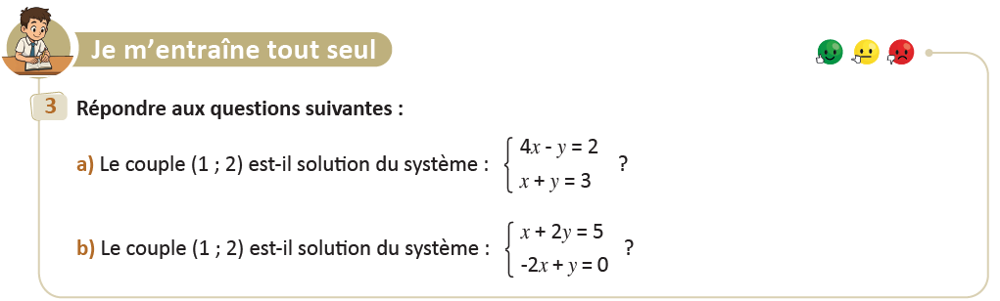 Je m'entraîne tout seul
3 Répondre aux questions suivantes :
a) Le couple (1 ; 2) est-il solution du système : { 4x - y = 2
x + y = 3 ?
b) Le couple (1 ; 2) est-il solution du système : { x + 2y = 5
-2x + y = 0 ?